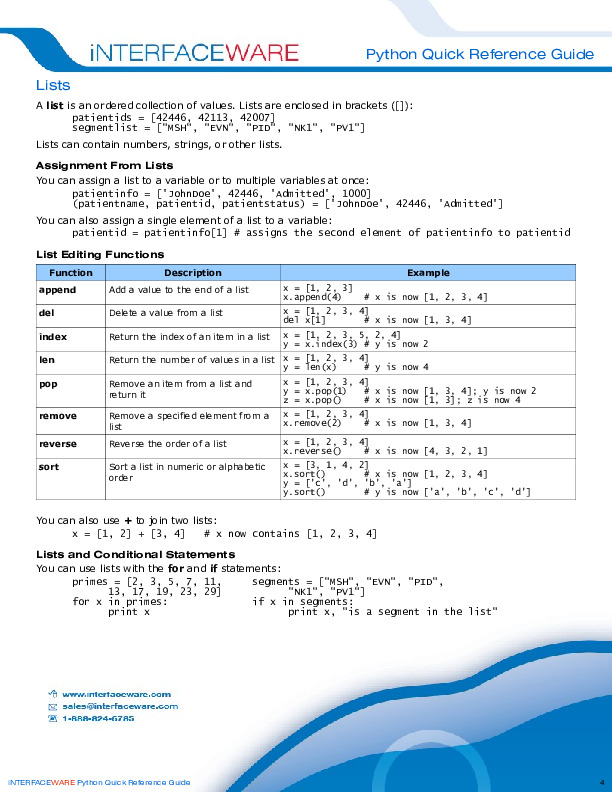 iNTERFACEWARE
Python Quick Reference Guide
Lists
A list is an ordered collection of values. Lists are enclosed in brackets ([]):
patientids = [42446, 42113, 42007]
segmentlist = ["MSH", "EVN", "PID", "NK1", "PV1"]
Lists can contain numbers, strings, or other lists.
Assignment From Lists
You can assign a list to a variable or to multiple variables at once:
patientinfo = ['JohnDoe', 42446, 'Admitted', 1000]
(patientname, patientid, patientstatus) = ['JohnDoe', 42446, 'Admitted']
You can also assign a single element of a list to a variable:
patientid = patientinfo[1] # assigns the second element of patientinfo to patientid
List Editing Functions
Function Description Example
append Add a value to the end of a list x = [1, 2, 3]
x.append(4) # x is now [1, 2, 3, 4]
del Delete a value from a list x = [1, 2, 3, 4]
del x[1] # x is now [1, 3, 4]
index Return the index of an item in a list x = [1, 2, 3, 5, 2, 4]
y = x.index(3) # y is now 2
len Return the number of values in a list x = [1, 2, 3, 4]
y = len(x) # y is now 4
pop Remove an item from a list and return it x = [1, 2, 3, 4]
y = x.pop(1) # x is now [1, 3, 4]; y is now 2
z = x.pop() # x is now [1, 3]; z is now 4
remove Remove a specified element from a list x = [1, 2, 3, 4]
x.remove(2) # x is now [1, 3, 4]
reverse Reverse the order of a list x = [1, 2, 3, 4]
x.reverse() # x is now [4, 3, 2, 1]
sort Sort a list in numeric or alphabetic order x = [3, 1, 4, 2]
x.sort() # x is now [1, 2, 3, 4]
y = ['c', 'd', 'b', 'a']
y.sort() # y is now ['a', 'b', 'c', 'd']
You can also use + to join two lists:
x = [1, 2] + [3, 4] # x now contains [1, 2, 3, 4]
Lists and Conditional Statements
You can use lists with the for and if statements:
primes = [2, 3, 5, 7, 11,
13, 17, 19, 23, 29]
for x in primes:
print x
segments = ["MSH", "EVN", "PID",
"NK1", "PV1"]
if x in segments:
print x, "is a segment in the list"
www.interfaceware.com
sales@interfaceware.com
1-888-824-6785
iNTERFACEWARE Python Quick Reference Guide
4